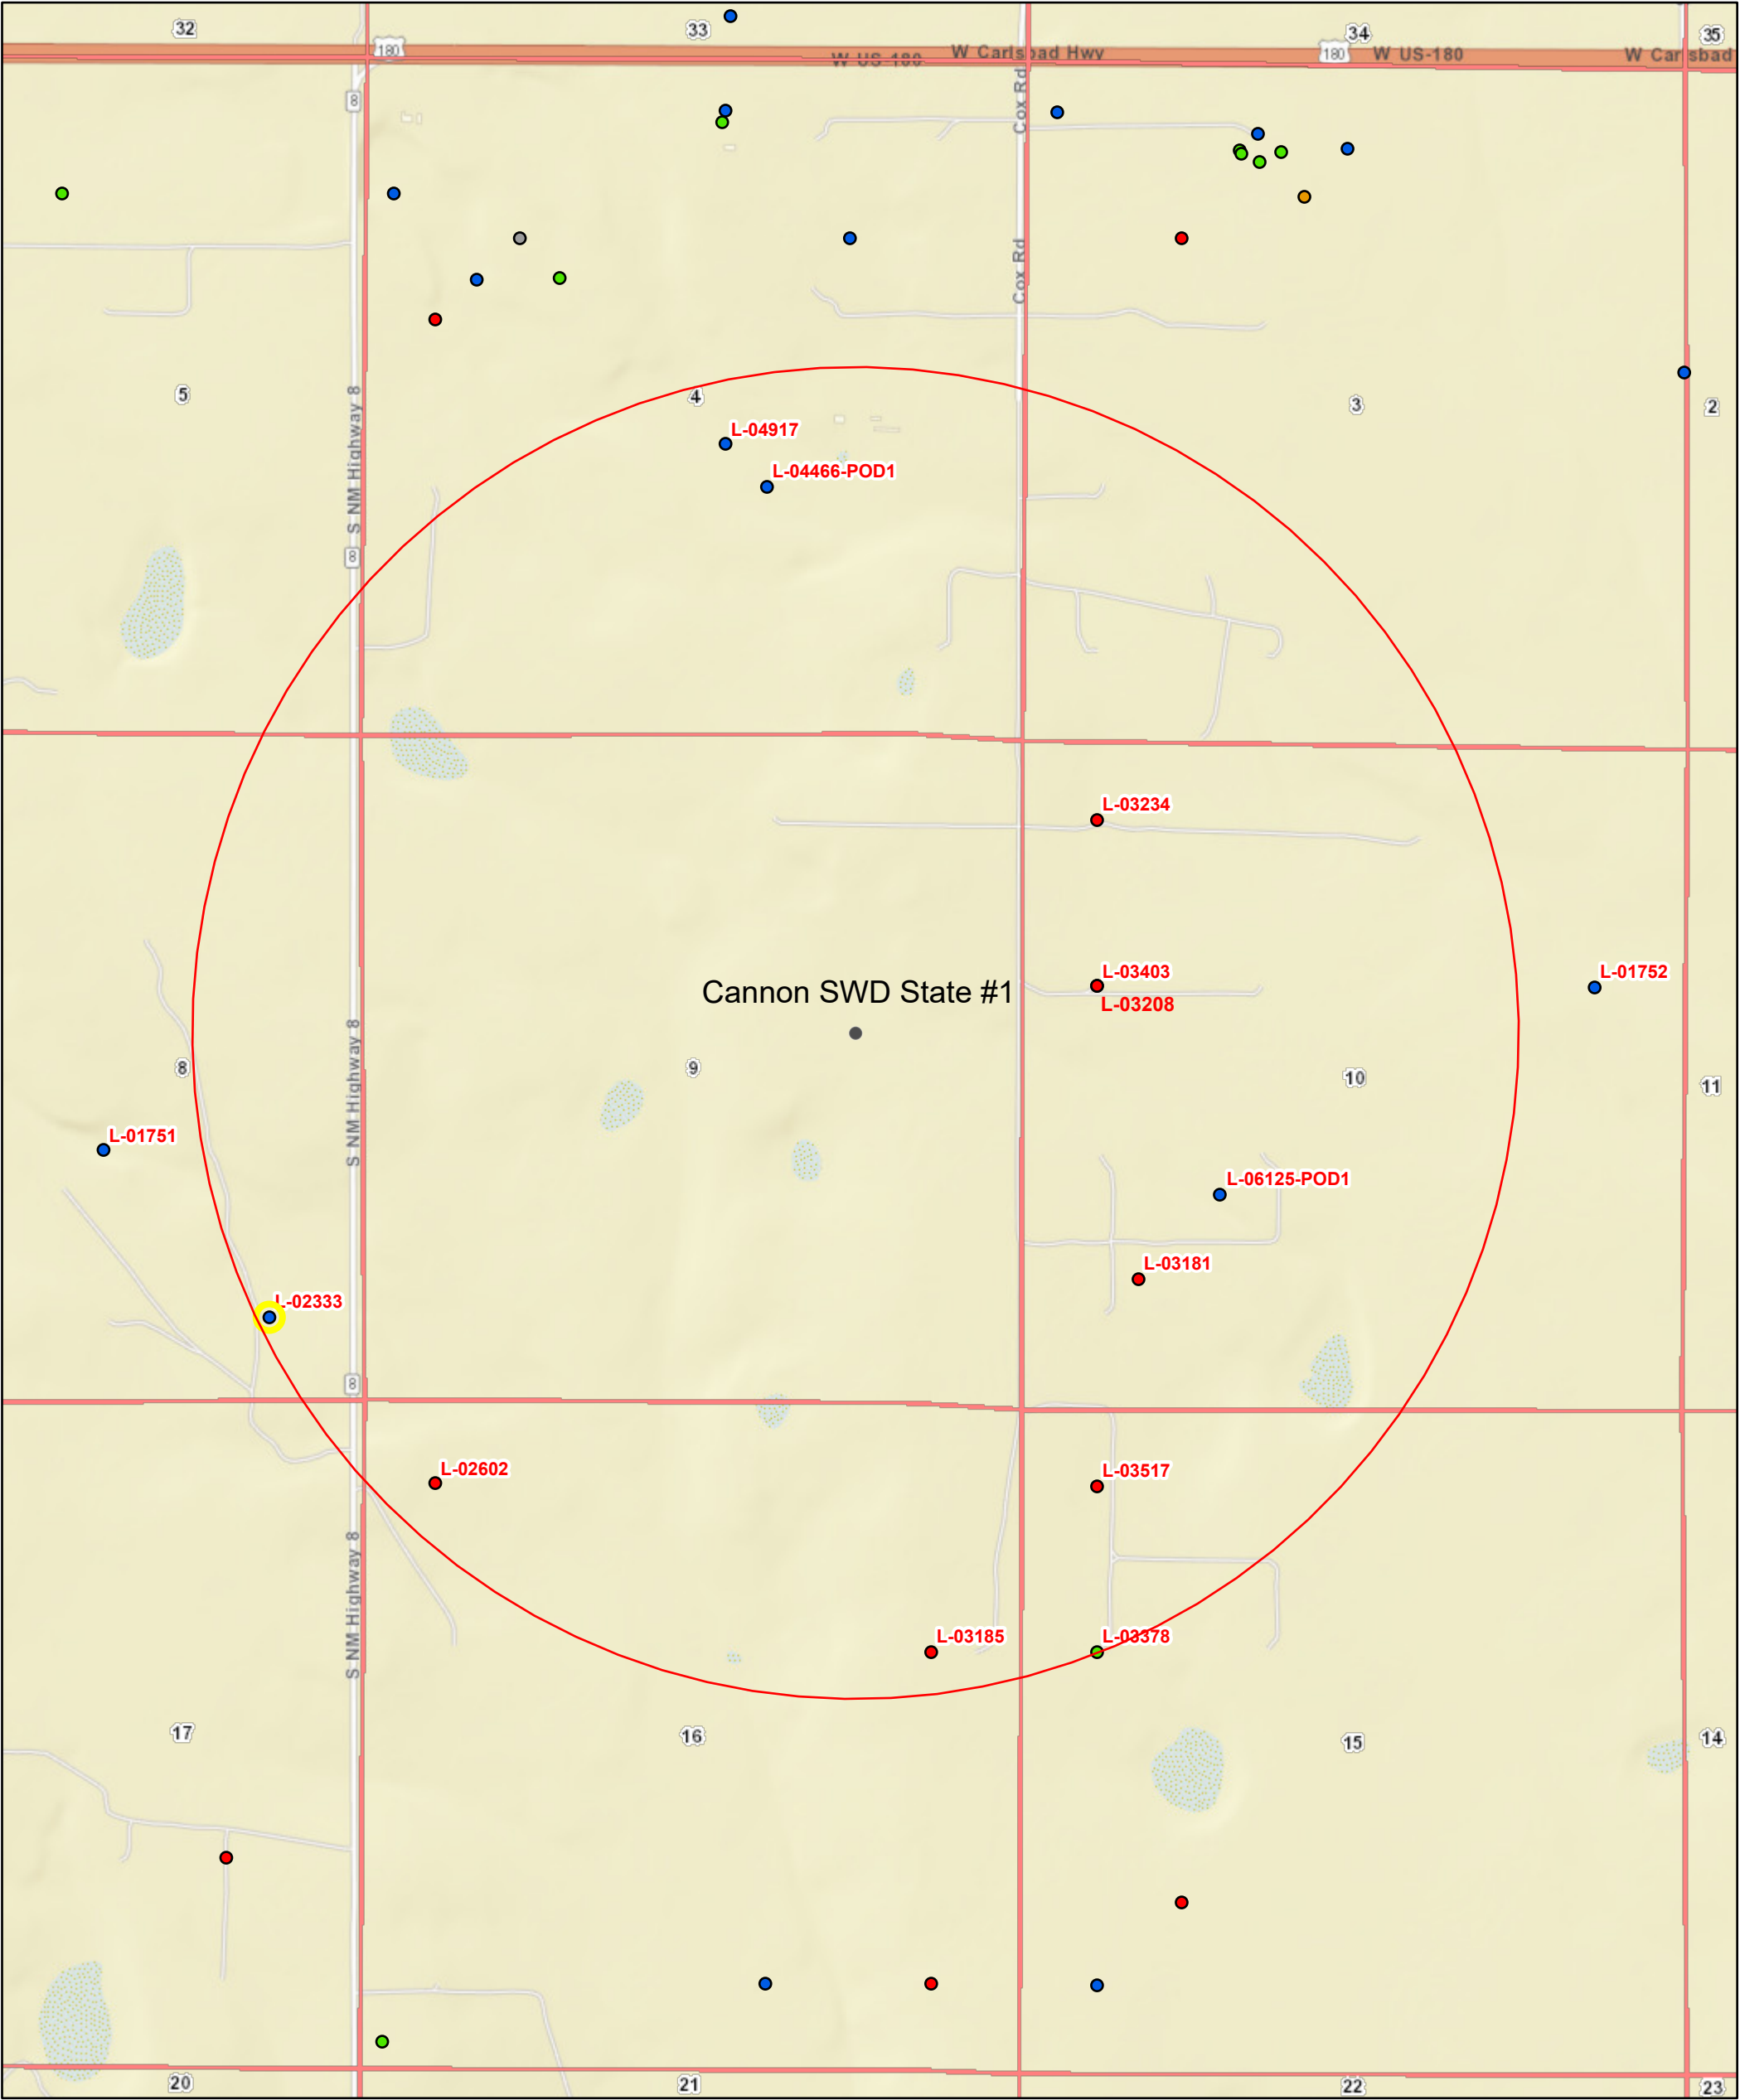 32
33
34
35
180
W US-180
W Carlsbad Hwy
180
W US-180
W Carlsbad
8
Cox Rd
Cox Rd
5
4
3
2
S NM Highway 8
L-04917
L-04466-POD1
8
L-03234
L-03403
L-01752
Cannon SWD State #1
L-03208
8
9
10
11
S NM Highway 8
L-01751
L-06125-POD1
L-03181
L-02333
8
L-02602
L-03517
S NM Highway 8
L-03185
L-03378
17
16
15
14
20
21
22
23